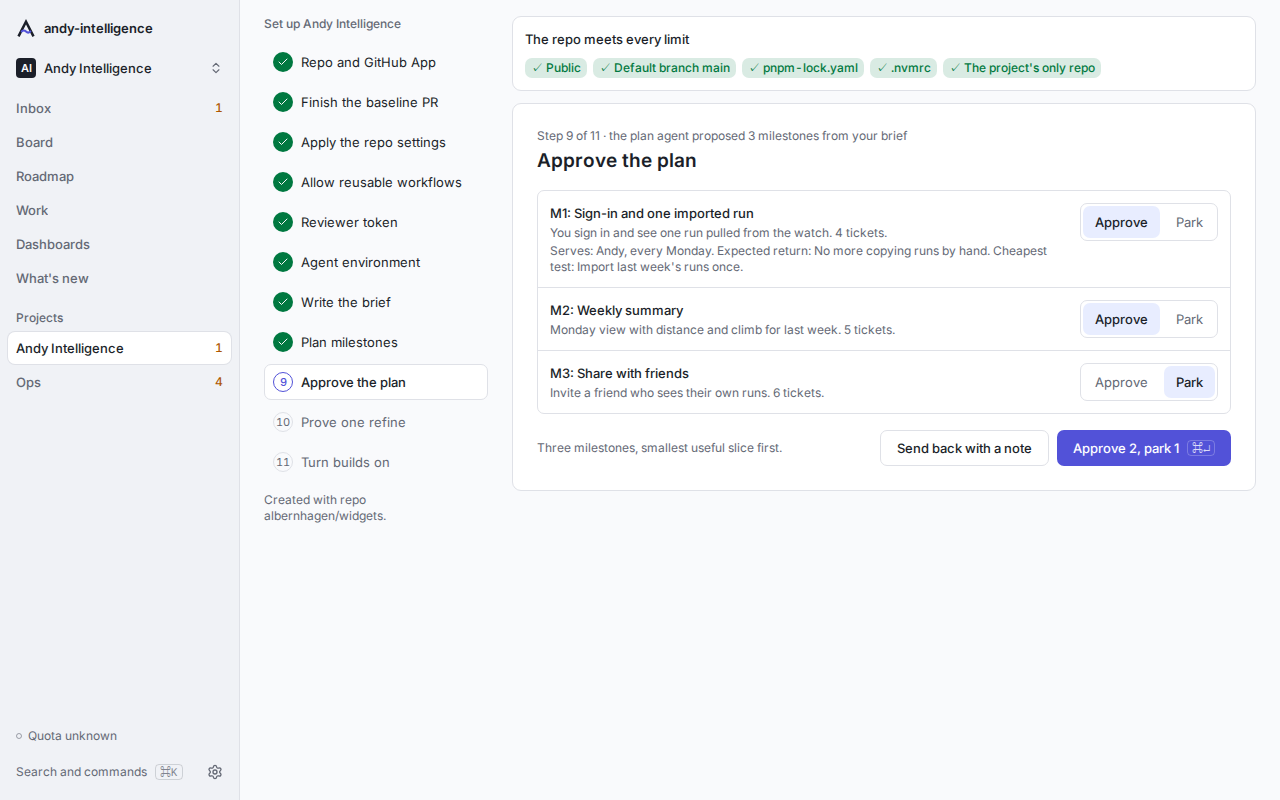 andy-intelligence
AI Andy Intelligence
Inbox 1
Board
Roadmap
Work
Dashboards
What's new
Projects
Andy Intelligence 1
Ops 4
Quota unknown
Search and commands ⌘K
Set up Andy Intelligence
Repo and GitHub App
Finish the baseline PR
Apply the repo settings
Allow reusable workflows
Reviewer token
Agent environment
Write the brief
Plan milestones
9 Approve the plan
10 Prove one refine
11 Turn builds on
Created with repo
albernhagen/widgets.
The repo meets every limit
✓ Public ✓ Default branch main ✓ pnpm-lock.yaml ✓ .nvmrc ✓ The project's only repo
Step 9 of 11 · the plan agent proposed 3 milestones from your brief
Approve the plan
M1: Sign-in and one imported run
You sign in and see one run pulled from the watch. 4 tickets.
Serves: Andy, every Monday. Expected return: No more copying runs by hand. Cheapest
test: Import last week's runs once.
Approve Park
M2: Weekly summary
Monday view with distance and climb for last week. 5 tickets.
Approve Park
M3: Share with friends
Invite a friend who sees their own runs. 6 tickets.
Approve Park
Three milestones, smallest useful slice first.
Send back with a note
Approve 2, park 1 ⌘↵